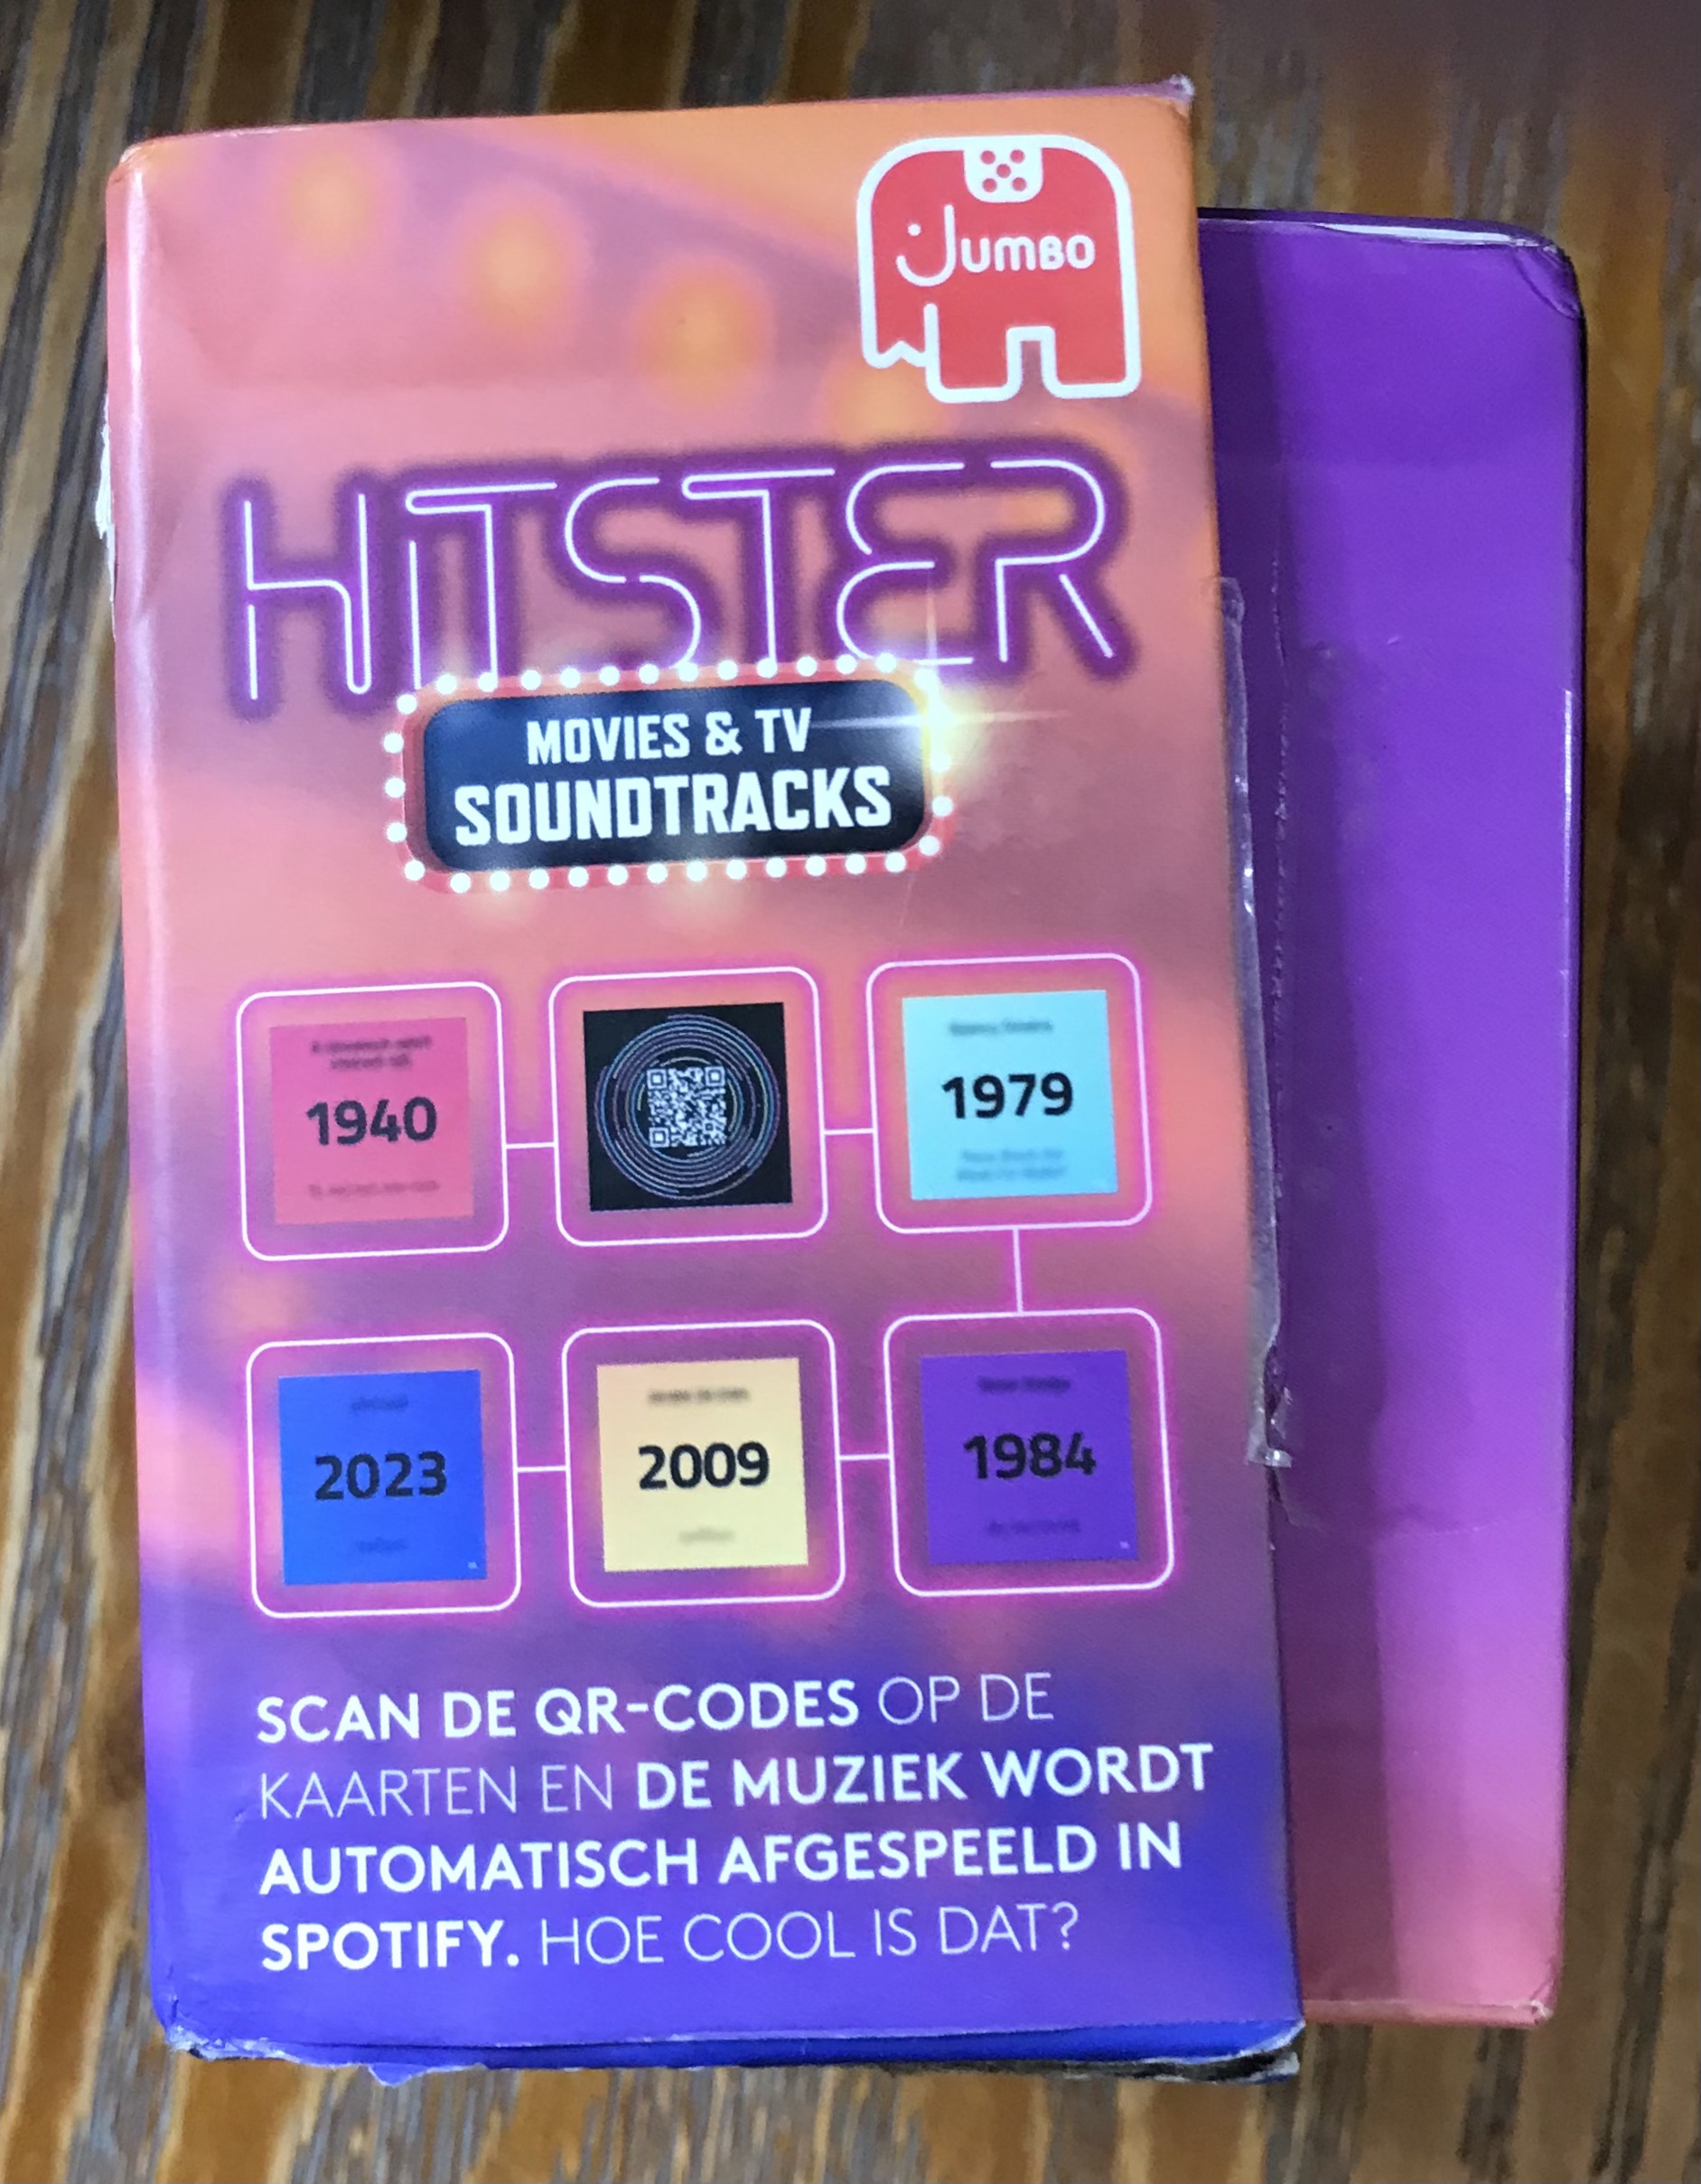 Jumbo
HITSTER
MOVIES & TV
SOUNDTRACKS
1940
1979
2023
2009
1984
SCAN DE QR-CODES OP DE
KAARTEN EN DE MUZIEK WORDT
AUTOMATISCH AFGESPEELD IN
SPOTIFY. HOE COOL IS DAT?